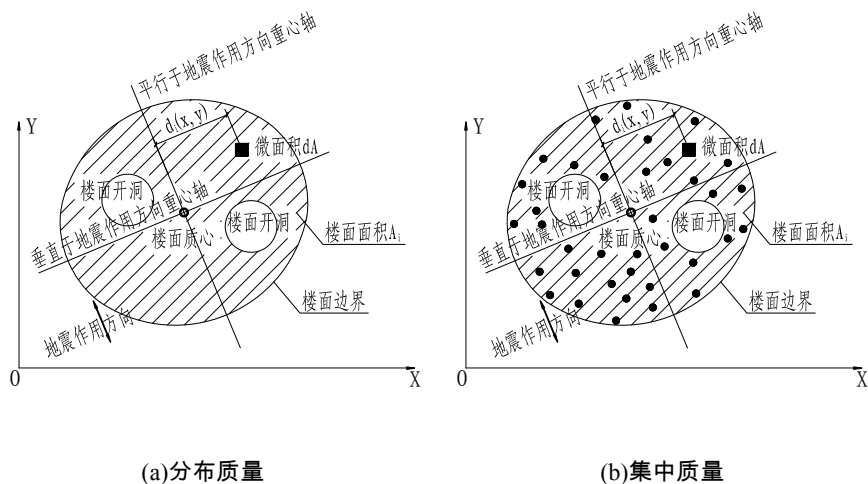 平行于地震作用方向重心轴
Y
dᵢ(x, y)
微面积dA
楼面开洞
垂直于地震作用方向重心轴
楼面质心
楼面开洞
楼面面积Aᵢ
楼面边界
地震作用方向
O
X
(a)分布质量
平行于地震作用方向重心轴
Y
dᵢ(x, y)
微面积dA
楼面开洞
垂直于地震作用方向重心轴
楼面质心
楼面开洞
楼面面积Aᵢ
楼面边界
地震作用方向
O
X
(b)集中质量